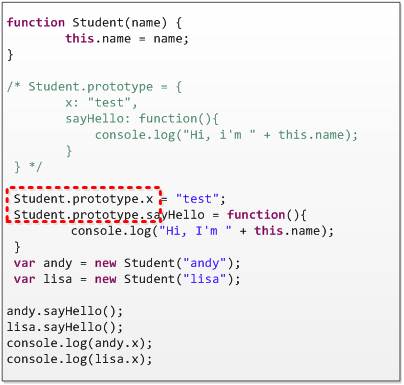 function Student(name) {
        this.name = name;
}

/* Student.prototype = {
        x: "test",
        sayHello: function(){
            console.log("Hi, i'm " + this.name);
        }
 } */

 Student.prototype.x = "test";
 Student.prototype.sayHello = function(){
         console.log("Hi, I'm " + this.name);
 }
 var andy = new Student("andy");
 var lisa = new Student("lisa");

andy.sayHello();
lisa.sayHello();
console.log(andy.x);
console.log(lisa.x);